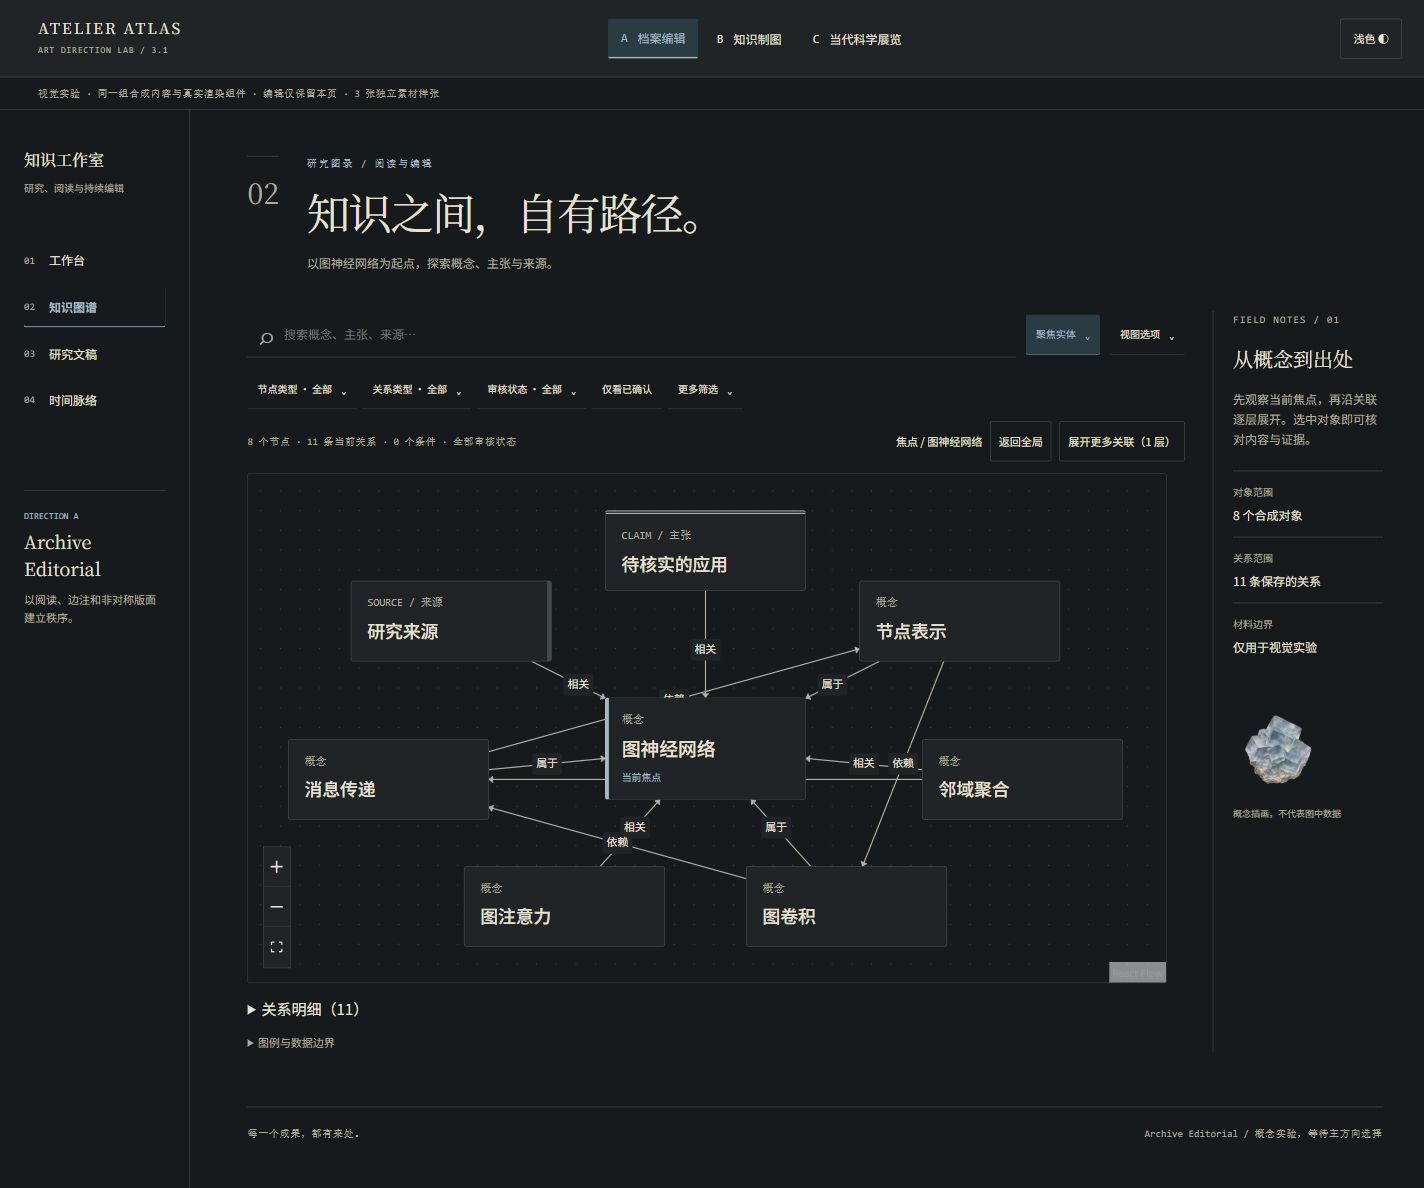 ATELIER ATLAS
ART DIRECTION LAB / 3.1
A 档案编辑
B 知识制图
C 当代科学展览
浅色
视觉实验 · 同一组合成内容与真实渲染组件 · 编辑仅保留本页 · 3 张独立素材样张
知识工作室
研究、阅读与持续编辑
01 工作台
02 知识图谱
03 研究文稿
04 时间脉络
DIRECTION A
Archive
Editorial
以阅读、边注和非对称版面
建立秩序。
02
研究图录 / 阅读与编辑
知识之间，自有路径。
以图神经网络为起点，探索概念、主张与来源。
搜索概念、主张、来源…
聚焦实体
视图选项
节点类型 · 全部
关系类型 · 全部
审核状态 · 全部
仅看已确认
更多筛选
8 个节点 · 11 条当前关系 · 0 个条件 · 全部审核状态
焦点 / 图神经网络
返回全局
展开更多关联（1 层）
CLAIM / 主张
待核实的应用
SOURCE / 来源
研究来源
概念
节点表示
相关
相关
依赖
属于
概念
图神经网络
当前焦点
概念
消息传递
属于
相关
依赖
概念
邻域聚合
相关
依赖
属于
概念
图注意力
概念
图卷积
React Flow
关系明细（11）
图例与数据边界
FIELD NOTES / 01
从概念到出处
先观察当前焦点，再沿关联
逐层展开。选中对象即可核
对内容与证据。
对象范围
8 个合成对象
关系范围
11 条保存的关系
材料边界
仅用于视觉实验
概念插画，不代表图中数据
每一个成果，都有来处。
Archive Editorial / 概念实验，等待主方向选择